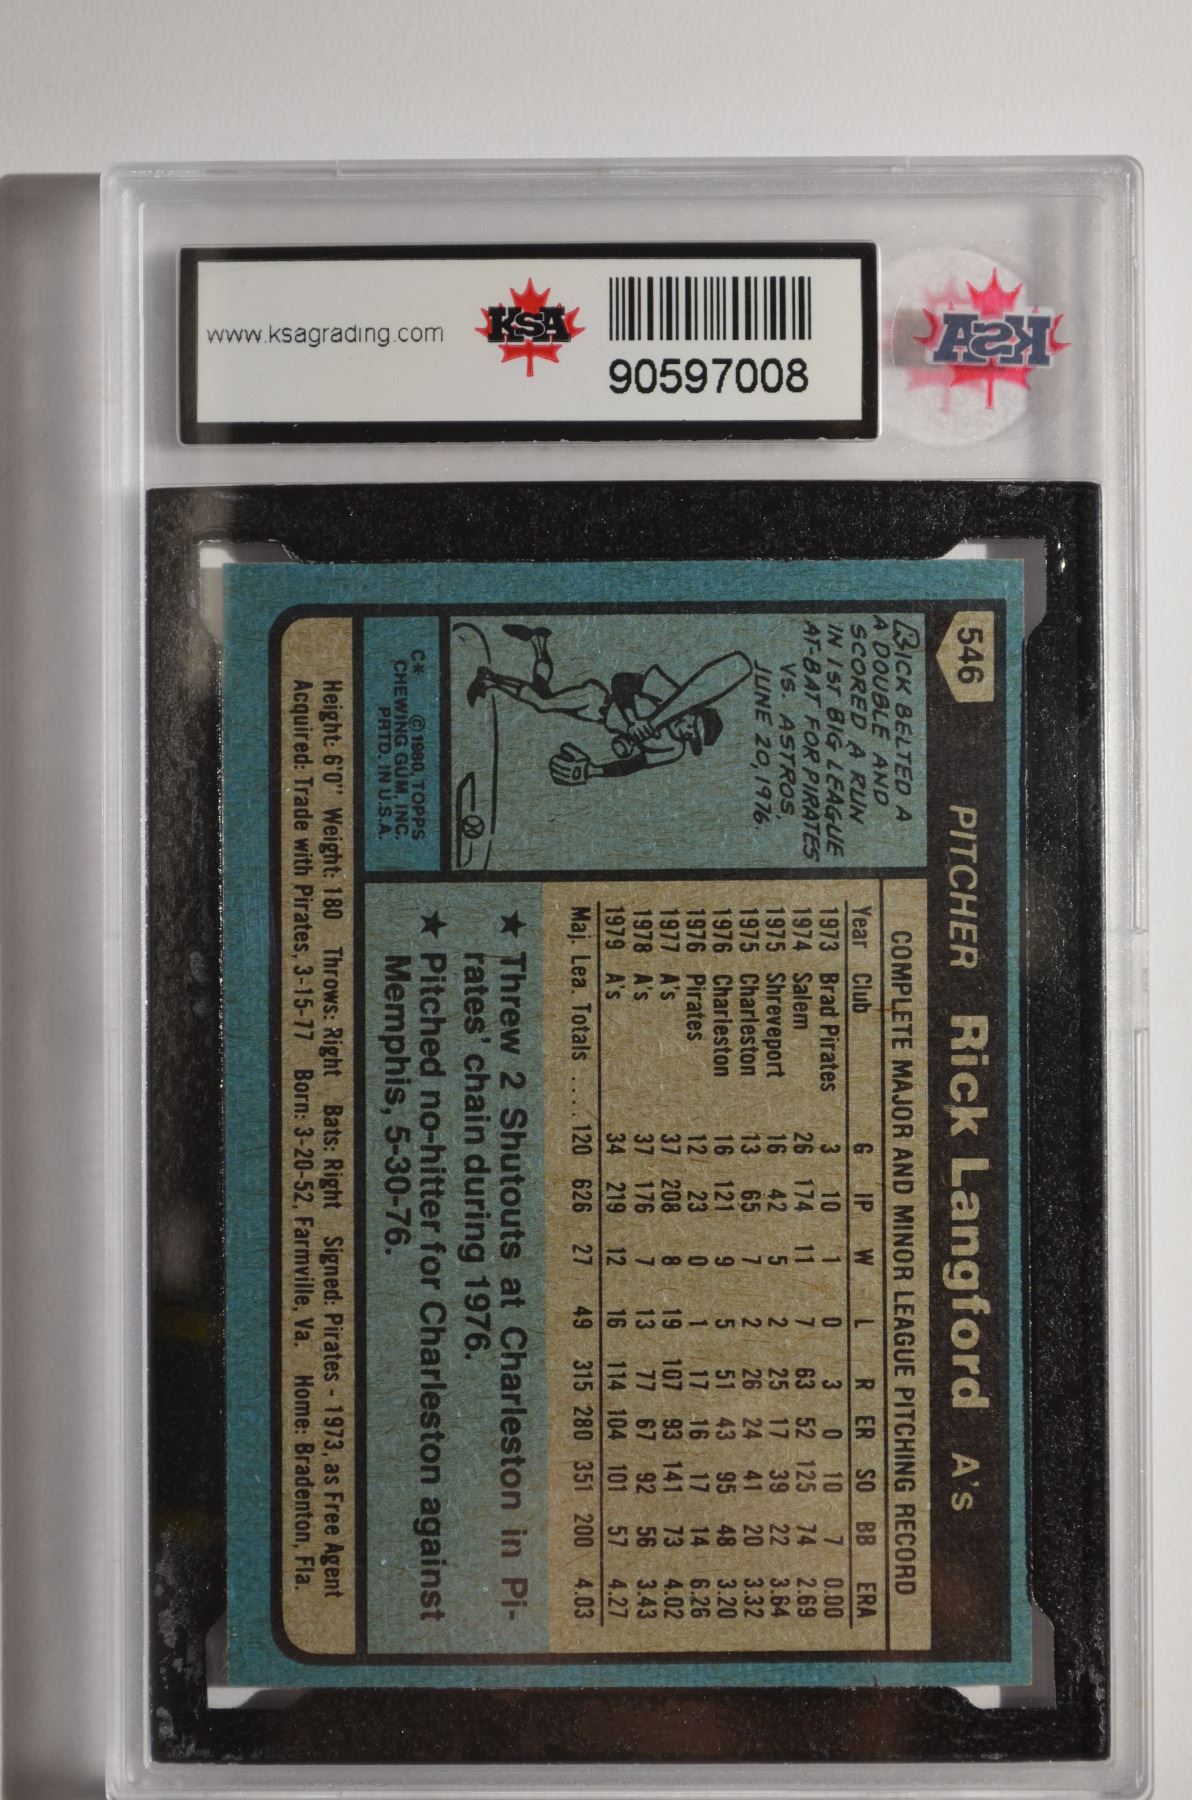 www.ksagrading.com
KSA
90597008
KSA
546
PITCHER Rick Langford A's
RICK BELTED A
A DOUBLE AND
SCORED A RUN
IN 1ST BIG LEAGUE
AT-BAT FOR PIRATES
VS. ASTROS,
JUNE 20, 1976.
C* ©1980, TOPPS
CHEWING GUM, INC.
PRTD. IN U.S.A.
COMPLETE MAJOR AND MINOR LEAGUE PITCHING RECORD
Year Club G IP W L R ER SO BB ERA
1973 Brad Pirates 3 10 1 0 3 0 10 7 0.00
1974 Salem 26 174 11 7 63 52 125 74 2.69
1975 Shreveport 16 42 5 2 25 17 39 22 3.64
1975 Charleston 13 65 7 2 26 24 41 20 3.32
1976 Charleston 16 121 9 5 51 43 95 48 3.20
1976 Pirates 12 23 0 1 17 16 17 14 6.26
1977 A's 37 208 8 19 107 93 141 73 4.02
1978 A's 37 176 7 13 77 67 92 56 3.43
1979 A's 34 219 12 16 114 104 101 57 4.27
Maj. Lea. Totals .... 120 626 27 49 315 280 351 200 4.03
★ Threw 2 Shutouts at Charleston in Pi-
rates' chain during 1976.
★ Pitched no-hitter for Charleston against
Memphis, 5-30-76.
Height: 6'0" Weight: 180 Throws: Right Bats: Right Signed: Pirates - 1973, as Free Agent
Acquired: Trade with Pirates, 3-15-77 Born: 3-20-52, Farmville, Va. Home: Bradenton, Fla.